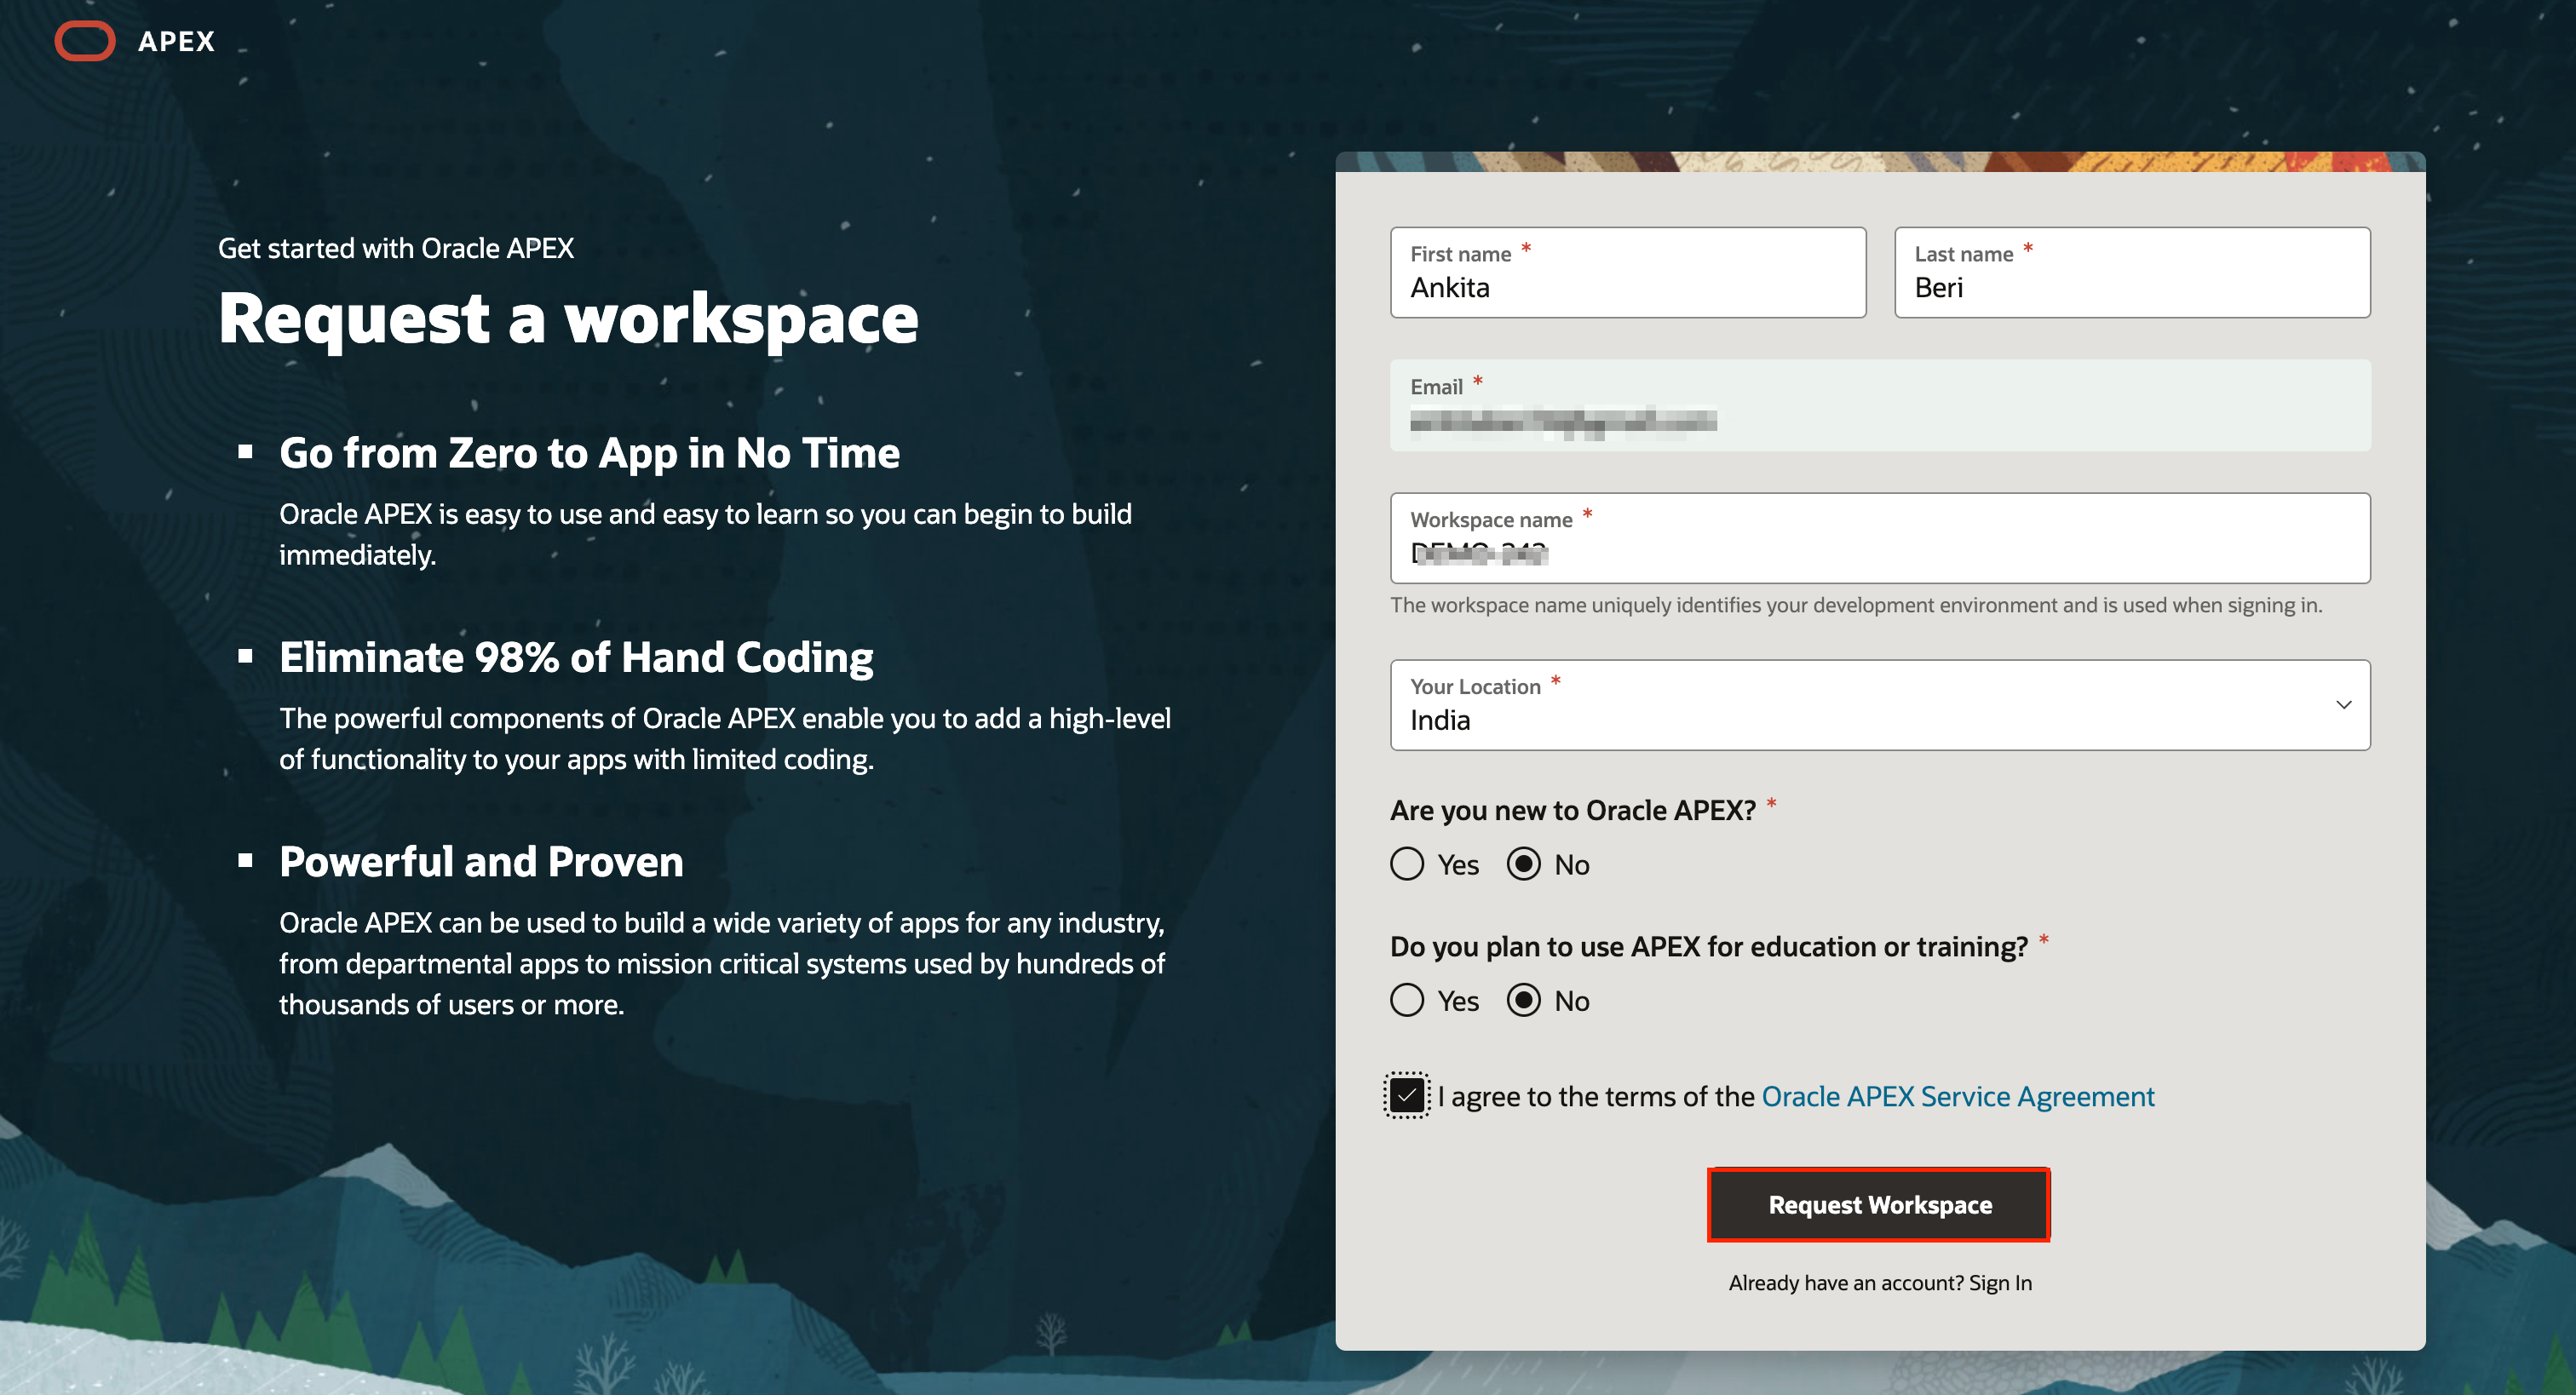 APEX
Get started with Oracle APEX
Request a workspace
Go from Zero to App in No Time
Oracle APEX is easy to use and easy to learn so you can begin to build
immediately.
Eliminate 98% of Hand Coding
The powerful components of Oracle APEX enable you to add a high-level
of functionality to your apps with limited coding.
Powerful and Proven
Oracle APEX can be used to build a wide variety of apps for any industry,
from departmental apps to mission critical systems used by hundreds of
thousands of users or more.
First name *
Ankita
Last name *
Beri
Email *
Workspace name *
The workspace name uniquely identifies your development environment and is used when signing in.
Your Location *
India
Are you new to Oracle APEX? *
Yes No
Do you plan to use APEX for education or training? *
Yes No
I agree to the terms of the Oracle APEX Service Agreement
Request Workspace
Already have an account? Sign In